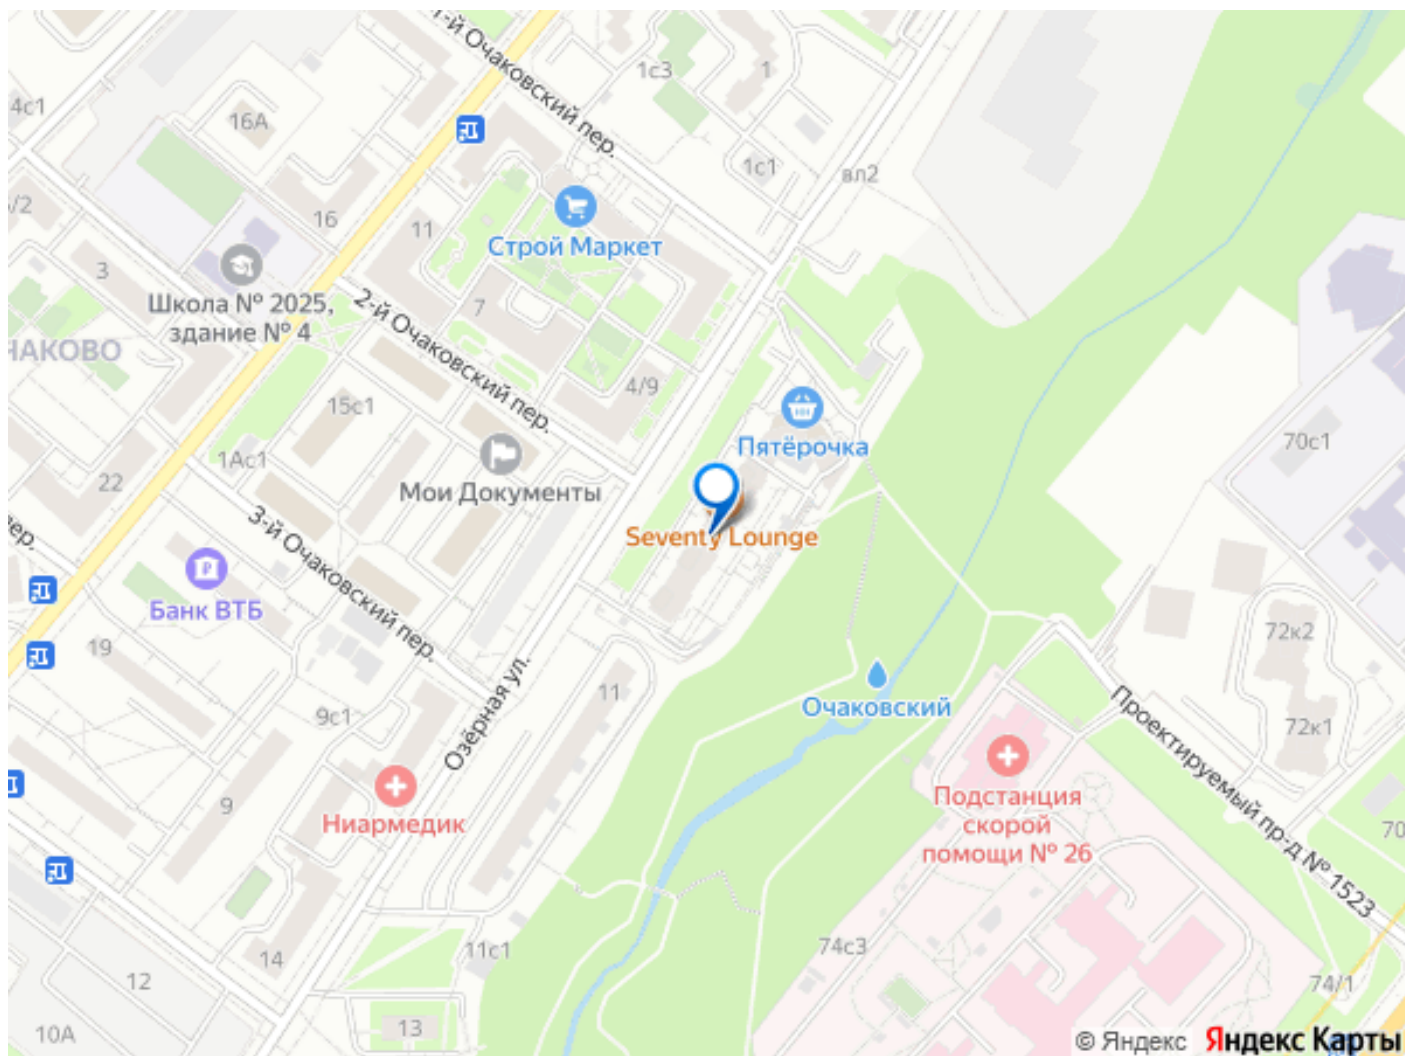 1-й Очаковский пер.
1с3
1
4с1
16А
1с1
вл2
/2
16
11
Строй Маркет
3
Школа № 2025,
здание № 4
7
2-й Очаковский пер.
НАКОВО
4/9
15с1
Пятёрочка
70с1
1Ас1
22
Мои Документы
3-й Очаковский пер.
Seventy Lounge
пер.
Банк ВТБ
19
72к2
11
Озёрная ул.
Очаковский
9с1
72к1
Проектируемый пр-д № 1523
9
Ниармедик
Подстанция
скорой
помощи № 26
70
74с3
11с1
14
12
74/1
10А
13
© Яндекс Яндекс Карты